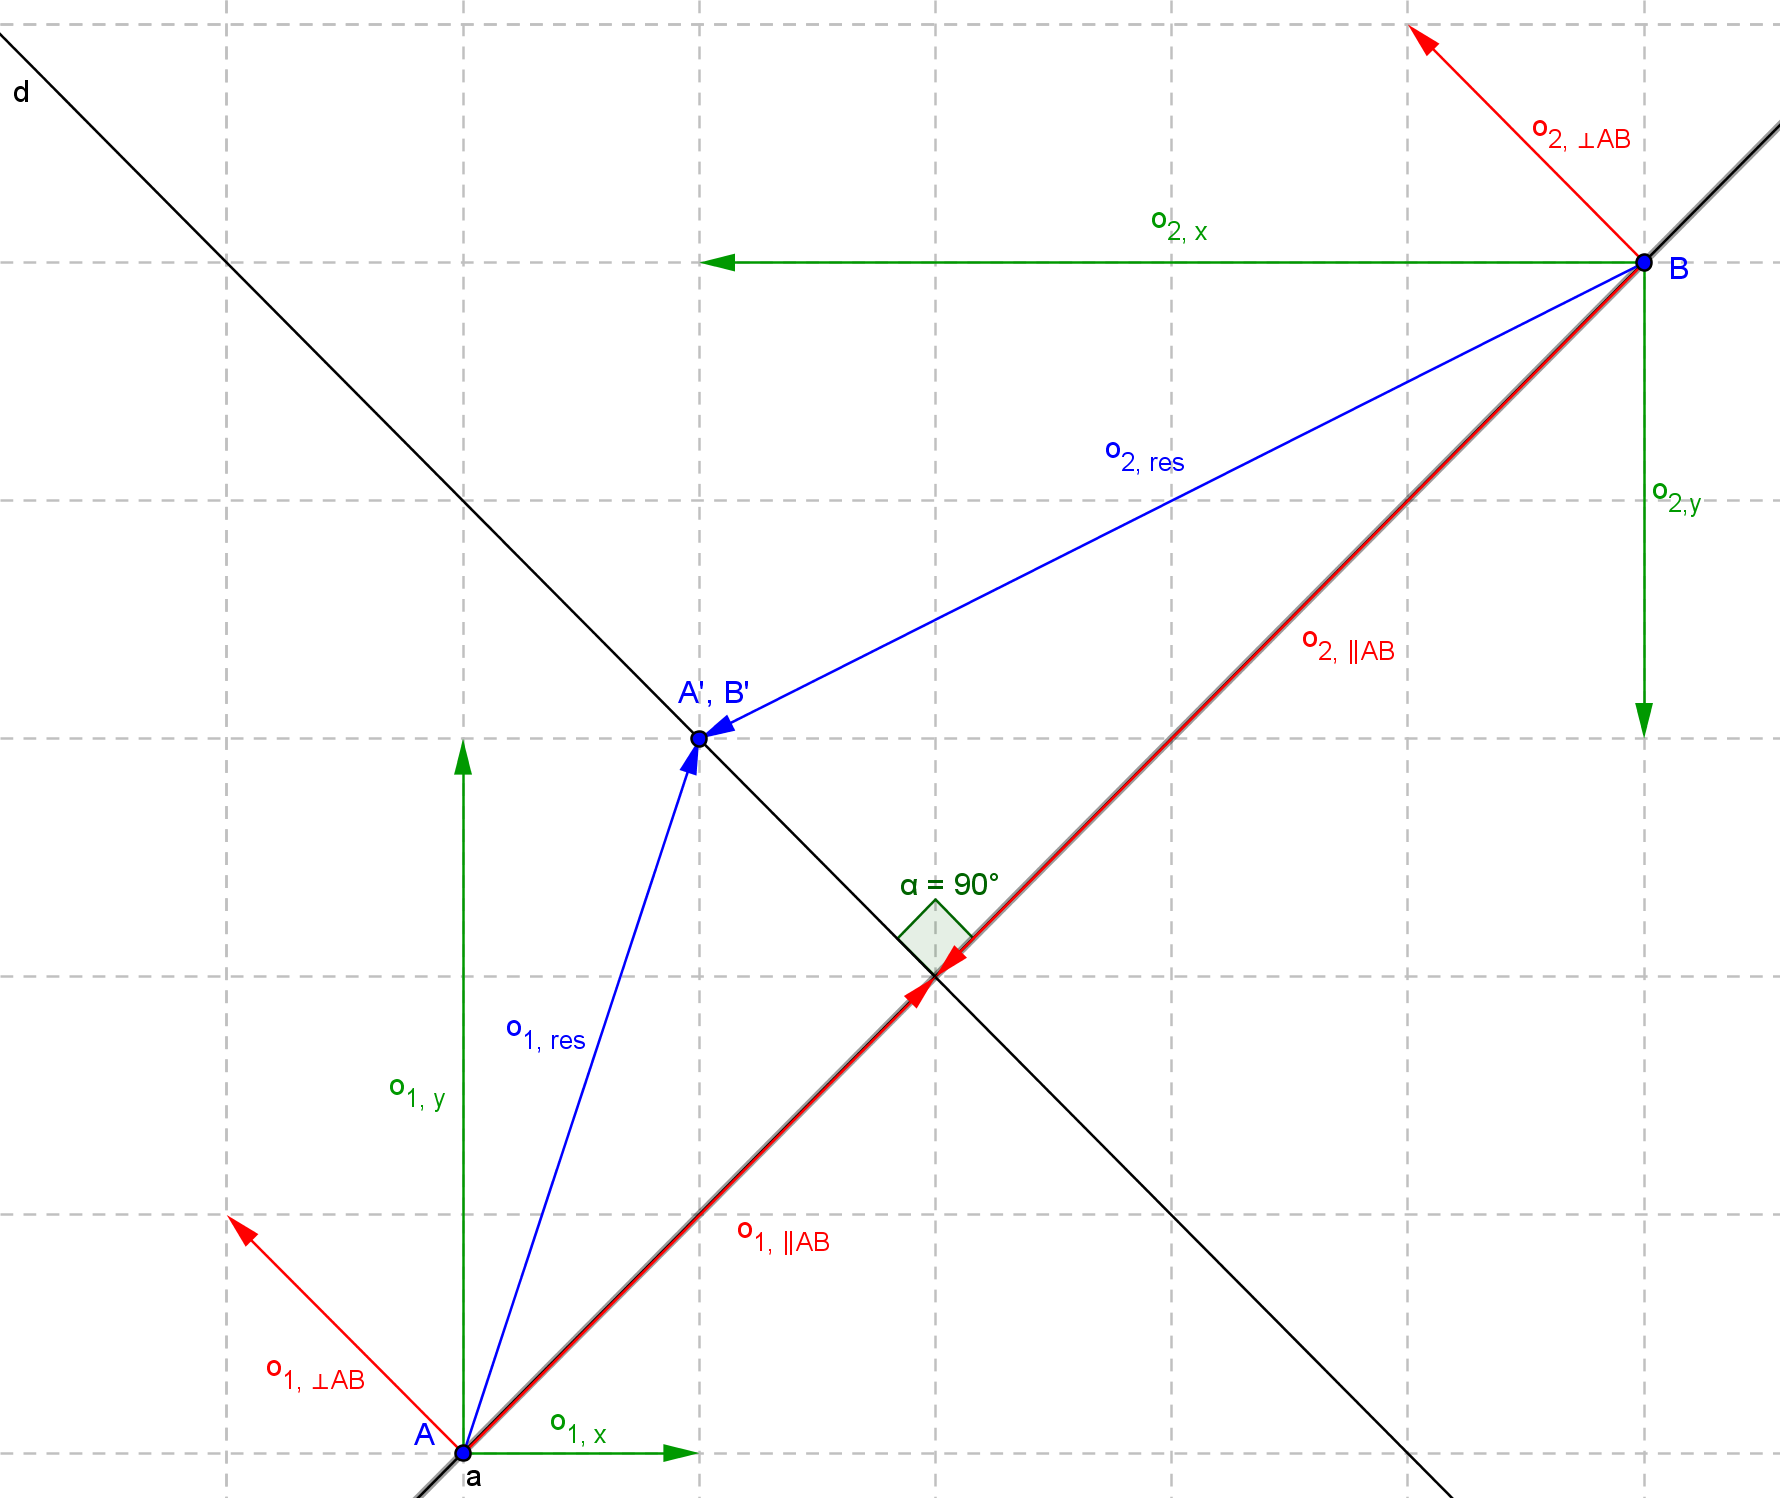 d
o2, ⊥AB
o2, x
B
o2, res
o2,y
o2, ∥AB
A', B'
α = 90°
o1, res
o1, y
o1, ∥AB
o1, ⊥AB
A
o1, x
a